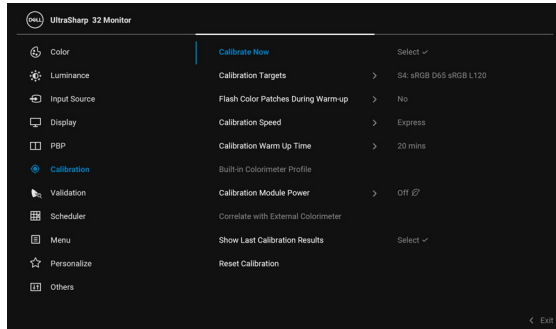 DELL UltraSharp 32 Monitor
Color
Luminance
Input Source
Display
PBP
Calibration
Validation
Scheduler
Menu
Personalize
Others
Calibrate Now Select
Calibration Targets S4: sRGB D65 sRGB L120
Flash Color Patches During Warm-up No
Calibration Speed Express
Calibration Warm Up Time 20 mins
Built-in Colorimeter Profile
Calibration Module Power Off
Correlate with External Colorimeter
Show Last Calibration Results Select
Reset Calibration
Exit